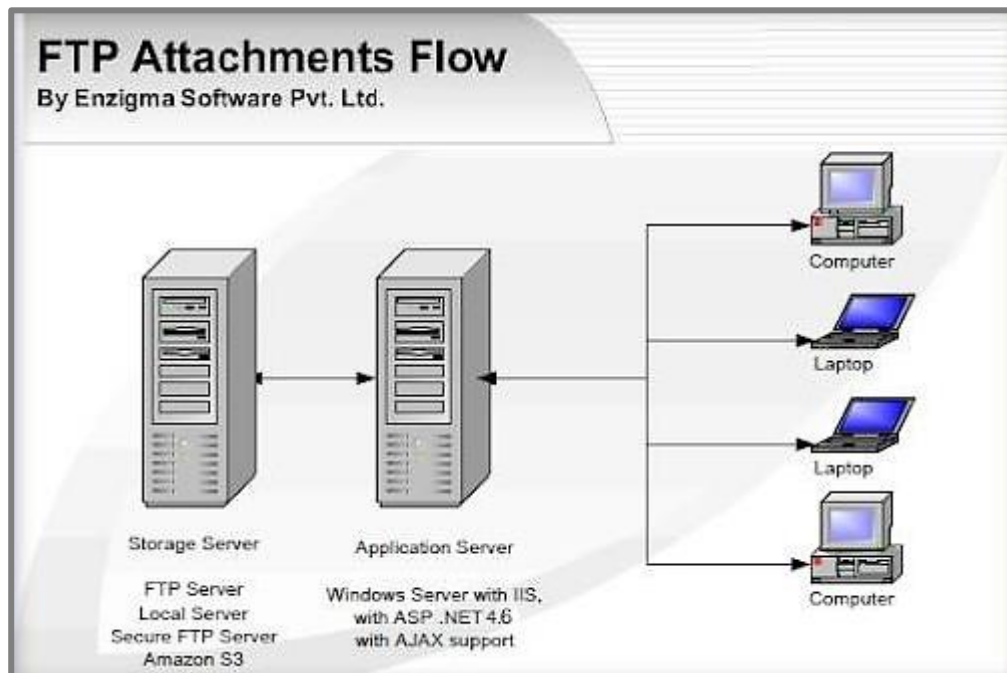 FTP Attachments Flow
By Enzigma Software Pvt. Ltd.
Computer
Laptop
Laptop
Computer
Storage Server
FTP Server
Local Server
Secure FTP Server
Amazon S3
Application Server
Windows Server with IIS,
with ASP .NET 4.6
with AJAX support